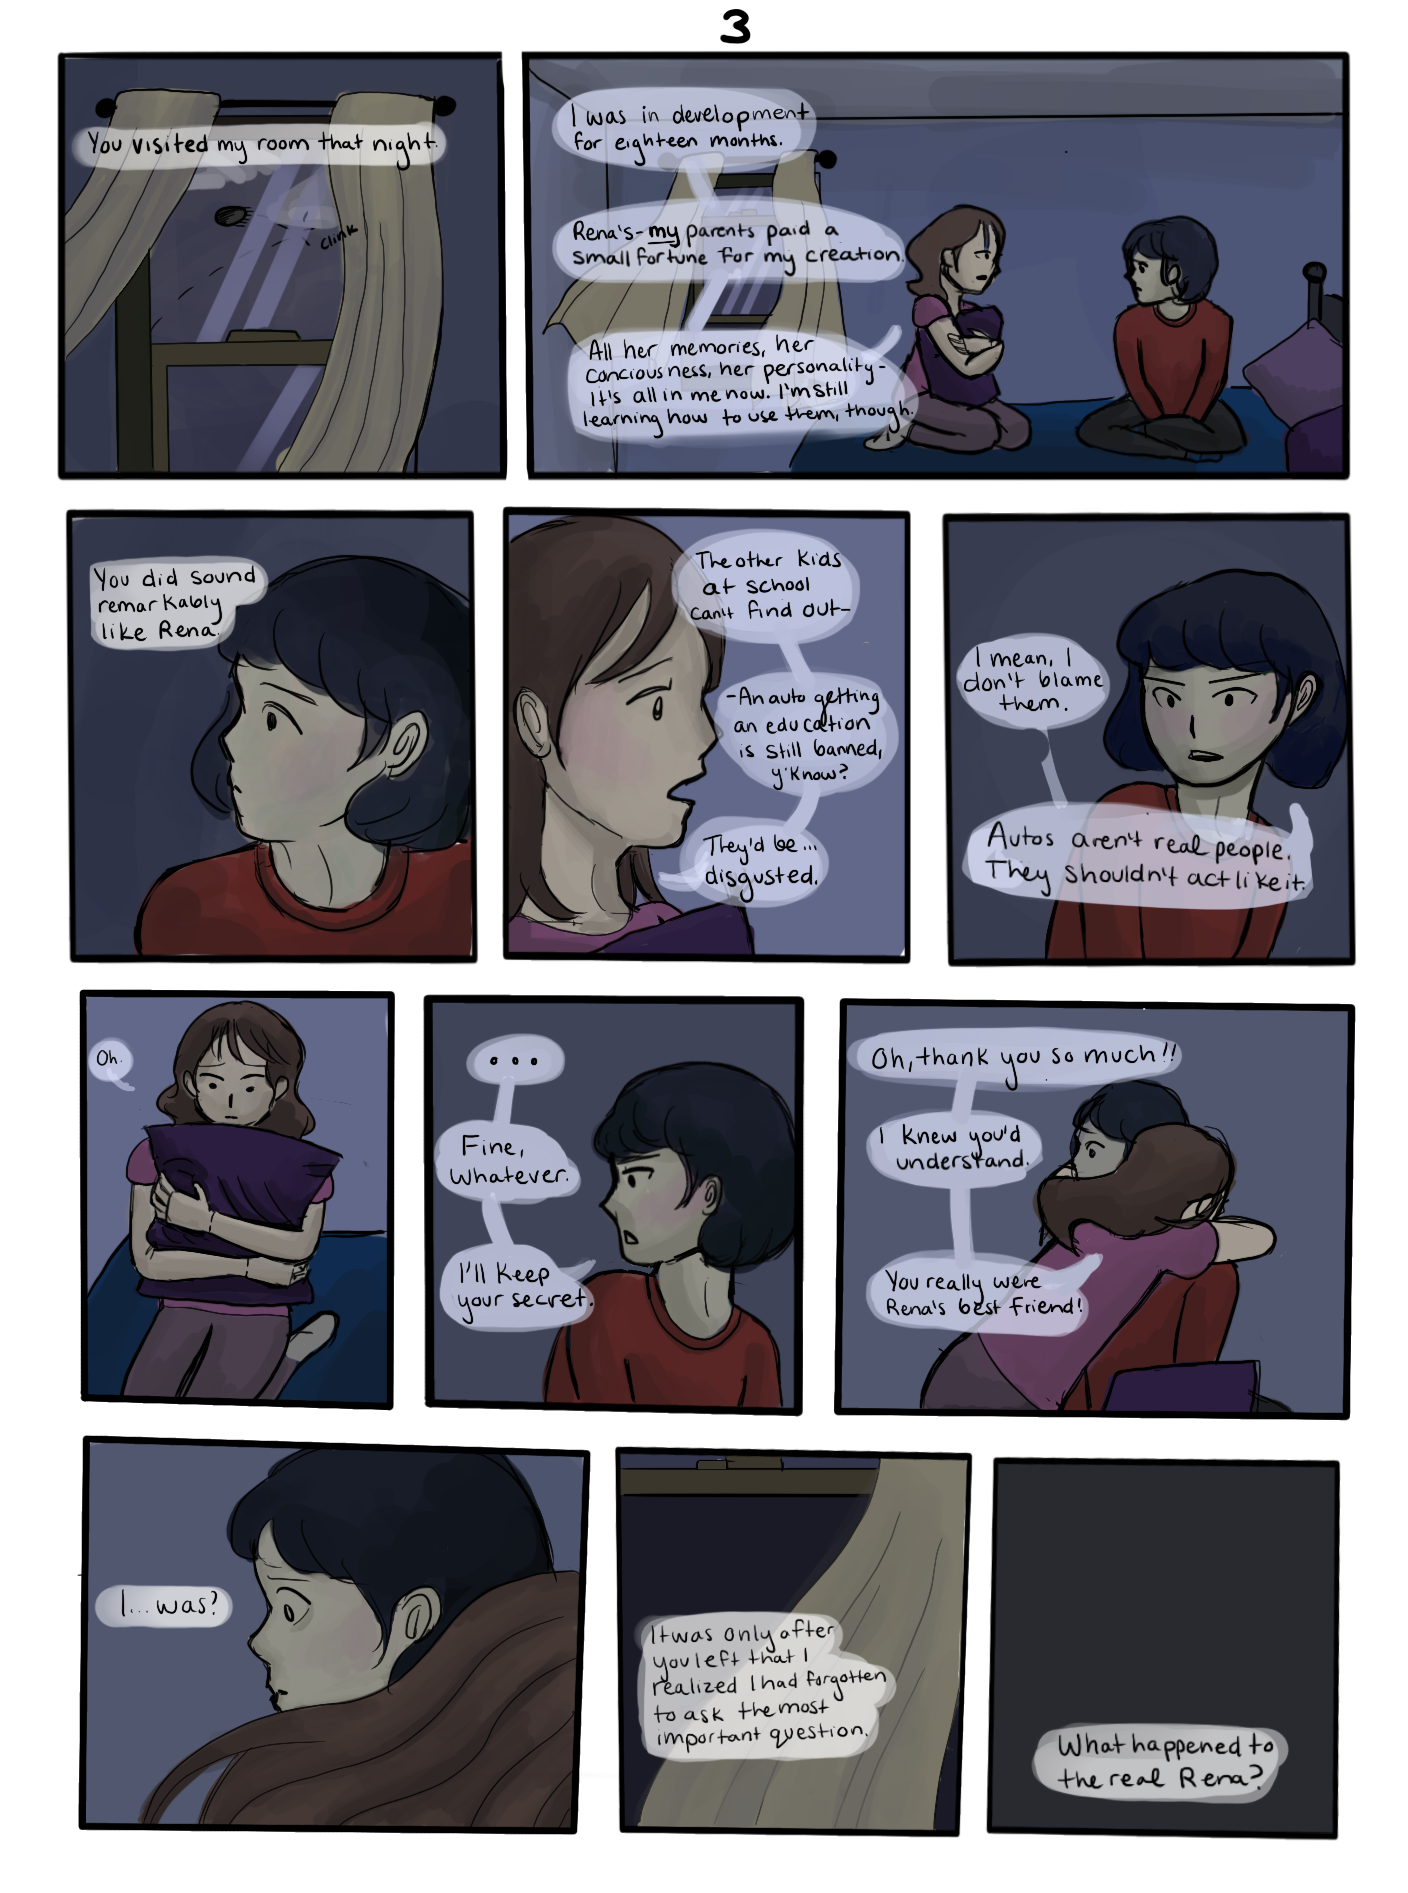 3
You visited my room that night.
clink
I was in development
for eighteen months.
Rena's- my parents paid a
small fortune for my creation.
All her memories, her
conciousness, her personality-
It's all in me now. I'm still
learning how to use them, though.
You did sound
remarkably
like Rena.
The other kids
at school
can't find out-
-An auto getting
an education
is still banned,
y'know?
They'd be...
disgusted.
I mean, I
don't blame
them.
Autos aren't real people.
They shouldn't act like it.
Oh.
...
Fine,
whatever.
I'll keep
your secret.
Oh, thank you so much!!
I knew you'd
understand.
You really were
Rena's best friend!
I... was?
It was only after
you left that I
realized I had forgotten
to ask the most
important question.
What happened to
the real Rena?